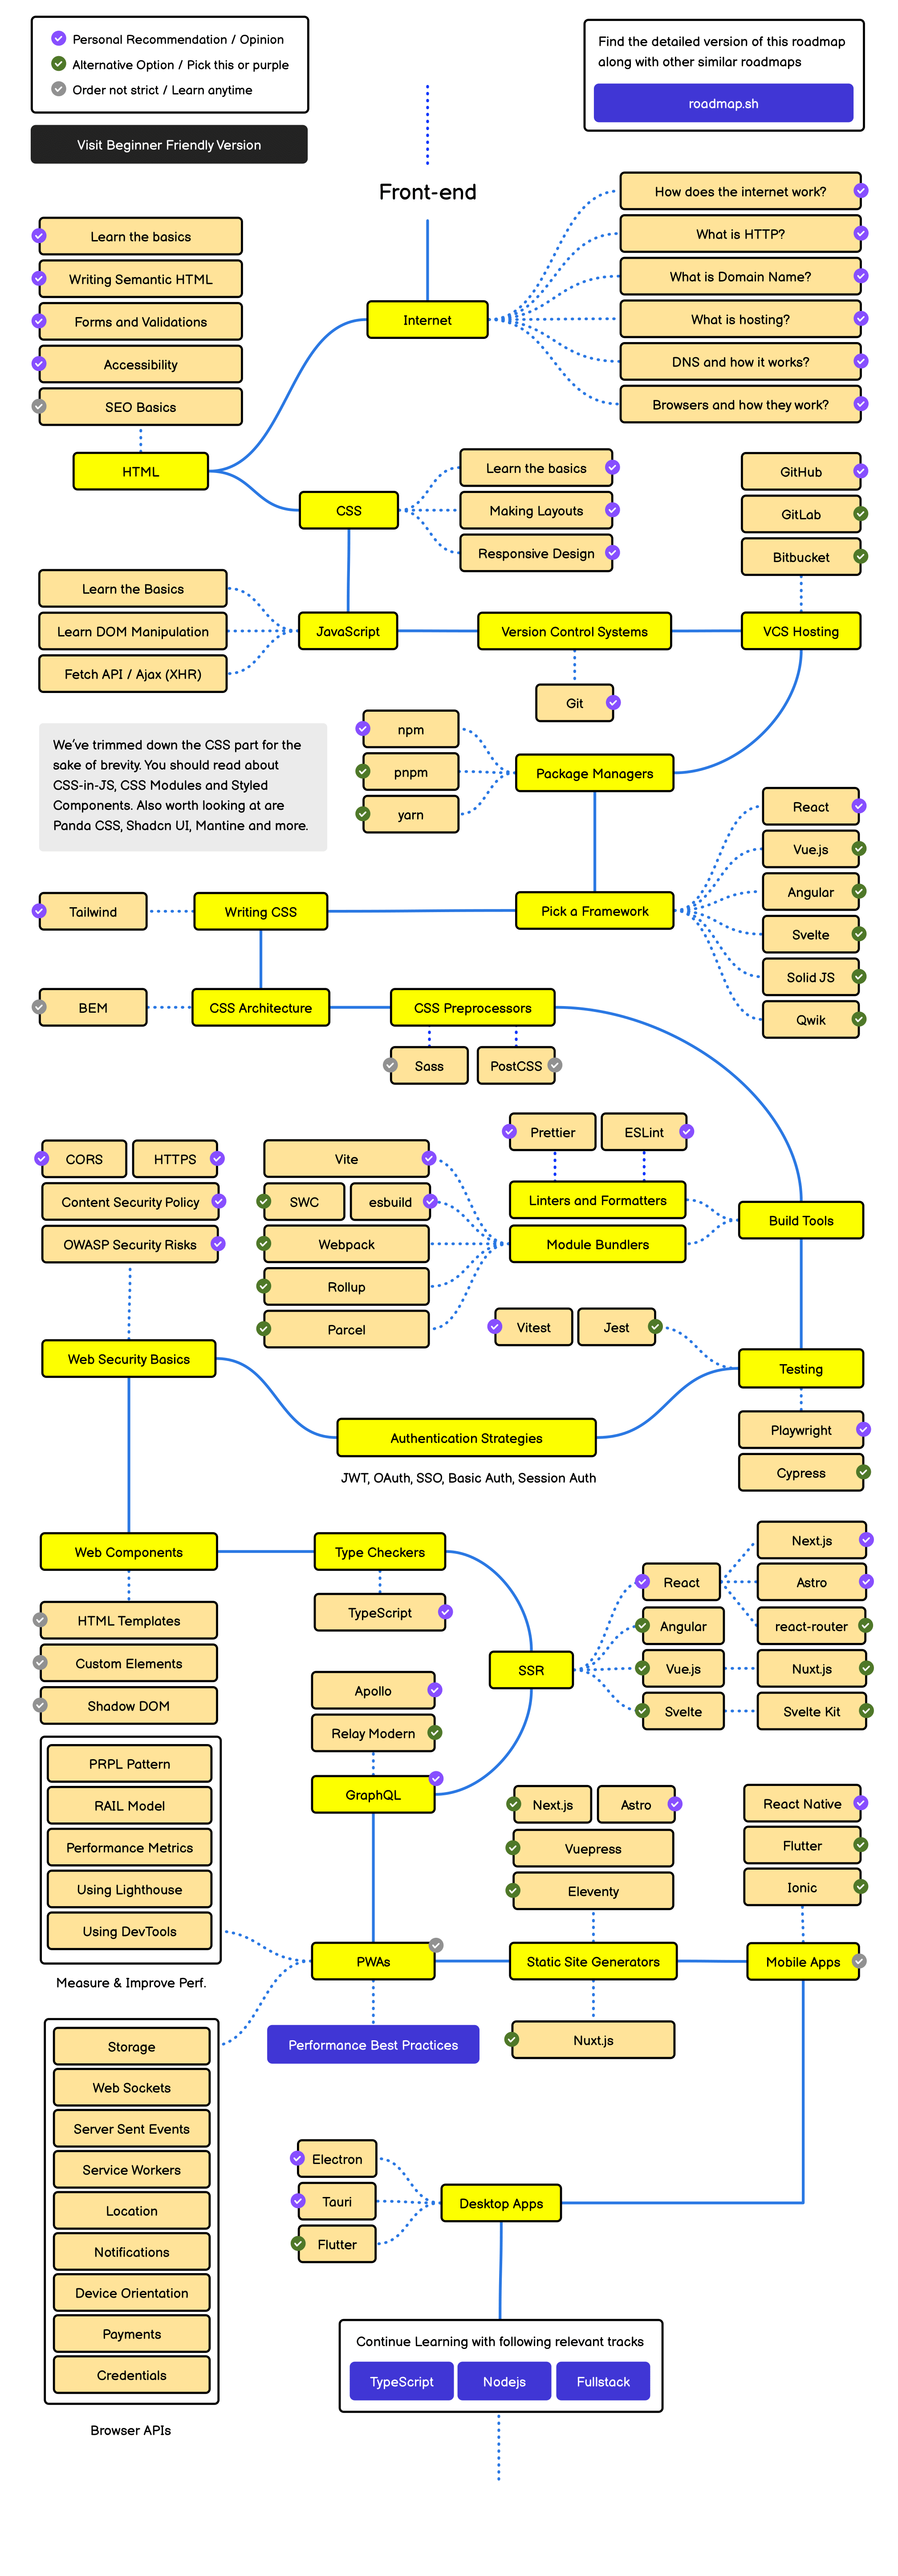 Personal Recommendation / Opinion
Alternative Option / Pick this or purple
Order not strict / Learn anytime
Visit Beginner Friendly Version
Find the detailed version of this roadmap
along with other similar roadmaps
roadmap.sh
Front-end
How does the internet work?
What is HTTP?
What is Domain Name?
What is hosting?
DNS and how it works?
Browsers and how they work?
Internet
Learn the basics
Writing Semantic HTML
Forms and Validations
Accessibility
SEO Basics
HTML
CSS
Learn the basics
Making Layouts
Responsive Design
GitHub
GitLab
Bitbucket
Learn the Basics
Learn DOM Manipulation
Fetch API / Ajax (XHR)
JavaScript
Version Control Systems
VCS Hosting
Git
We've trimmed down the CSS part for the
sake of brevity. You should read about
CSS-in-JS, CSS Modules and Styled
Components. Also worth looking at are
Panda CSS, Shadcn UI, Mantine and more.
npm
pnpm
yarn
Package Managers
React
Vue.js
Angular
Svelte
Solid JS
Qwik
Tailwind
Writing CSS
Pick a Framework
BEM
CSS Architecture
CSS Preprocessors
Sass
PostCSS
Prettier
ESLint
Linters and Formatters
Module Bundlers
Build Tools
CORS
HTTPS
Content Security Policy
OWASP Security Risks
Vite
SWC
esbuild
Webpack
Rollup
Parcel
Vitest
Jest
Web Security Basics
Testing
Playwright
Cypress
Authentication Strategies
JWT, OAuth, SSO, Basic Auth, Session Auth
Web Components
Type Checkers
HTML Templates
Custom Elements
Shadow DOM
TypeScript
SSR
React
Angular
Vue.js
Svelte
Next.js
Astro
react-router
Nuxt.js
Svelte Kit
Apollo
Relay Modern
GraphQL
PRPL Pattern
RAIL Model
Performance Metrics
Using Lighthouse
Using DevTools
Measure & Improve Perf.
Next.js
Astro
Vuepress
Eleventy
React Native
Flutter
Ionic
PWAs
Static Site Generators
Mobile Apps
Performance Best Practices
Nuxt.js
Storage
Web Sockets
Server Sent Events
Service Workers
Location
Notifications
Device Orientation
Payments
Credentials
Browser APIs
Electron
Tauri
Flutter
Desktop Apps
Continue Learning with following relevant tracks
TypeScript
Nodejs
Fullstack